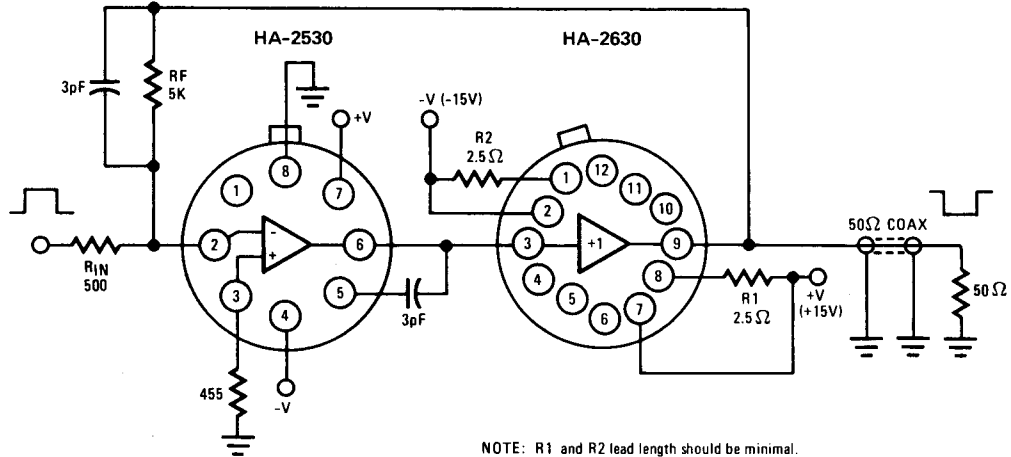 HA-2530
HA-2630
3pF
RF
5K
8
+V
1
7
2
-
+
6
3
5
4
3pF
RIN
500
455
-V
-V (-15V)
R2
2.5Ω
1
12
11
2
10
3
+1
9
4
8
5
6
7
R1
2.5Ω
+V
(+15V)
50Ω COAX
50Ω
NOTE: R1 and R2 lead length should be minimal.